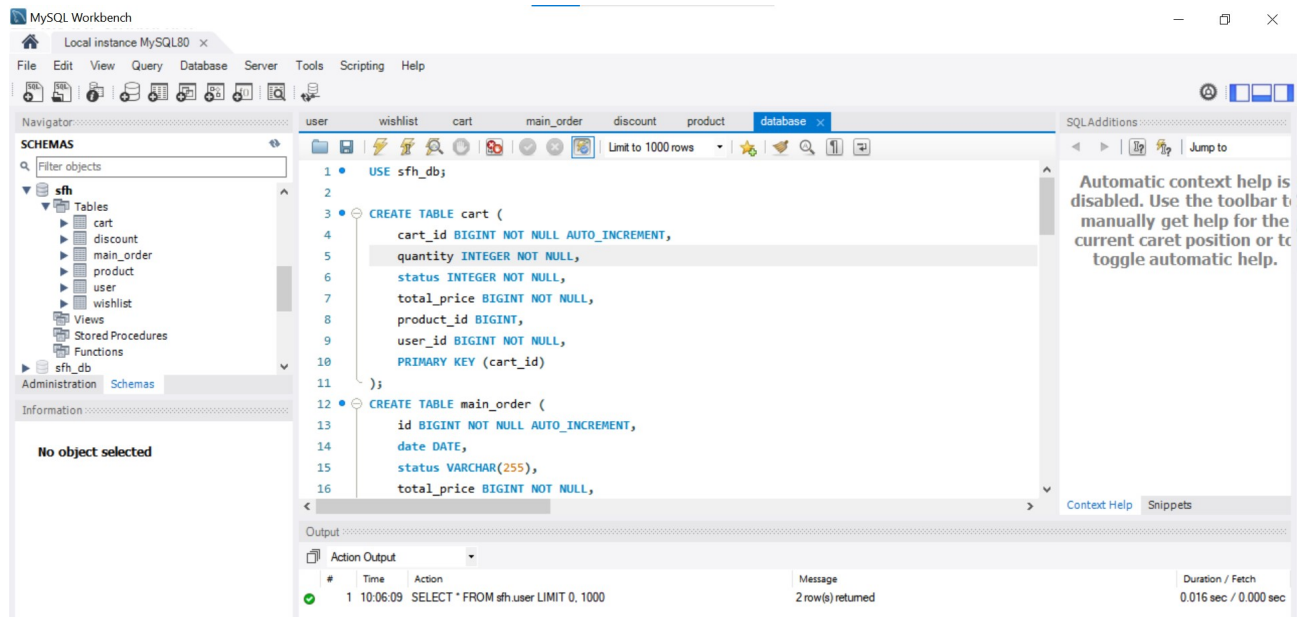 MySQL Workbench
Local instance MySQL80
File Edit View Query Database Server Tools Scripting Help
Navigator
SCHEMAS
Filter objects
sfh
Tables
cart
discount
main_order
product
user
wishlist
Views
Stored Procedures
Functions
sfh_db
Administration Schemas
Information
No object selected
user wishlist cart main_order discount product database
Limit to 1000 rows
1 USE sfh_db;
2
3 CREATE TABLE cart (
4 cart_id BIGINT NOT NULL AUTO_INCREMENT,
5 quantity INTEGER NOT NULL,
6 status INTEGER NOT NULL,
7 total_price BIGINT NOT NULL,
8 product_id BIGINT,
9 user_id BIGINT NOT NULL,
10 PRIMARY KEY (cart_id)
11 );
12 CREATE TABLE main_order (
13 id BIGINT NOT NULL AUTO_INCREMENT,
14 date DATE,
15 status VARCHAR(255),
16 total_price BIGINT NOT NULL,
SQLAdditions
Jump to
Automatic context help is
disabled. Use the toolbar to
manually get help for the
current caret position or to
toggle automatic help.
Context Help Snippets
Output
Action Output
# Time Action Message Duration / Fetch
1 10:06:09 SELECT * FROM sfh.user LIMIT 0, 1000 2 row(s) returned 0.016 sec / 0.000 sec